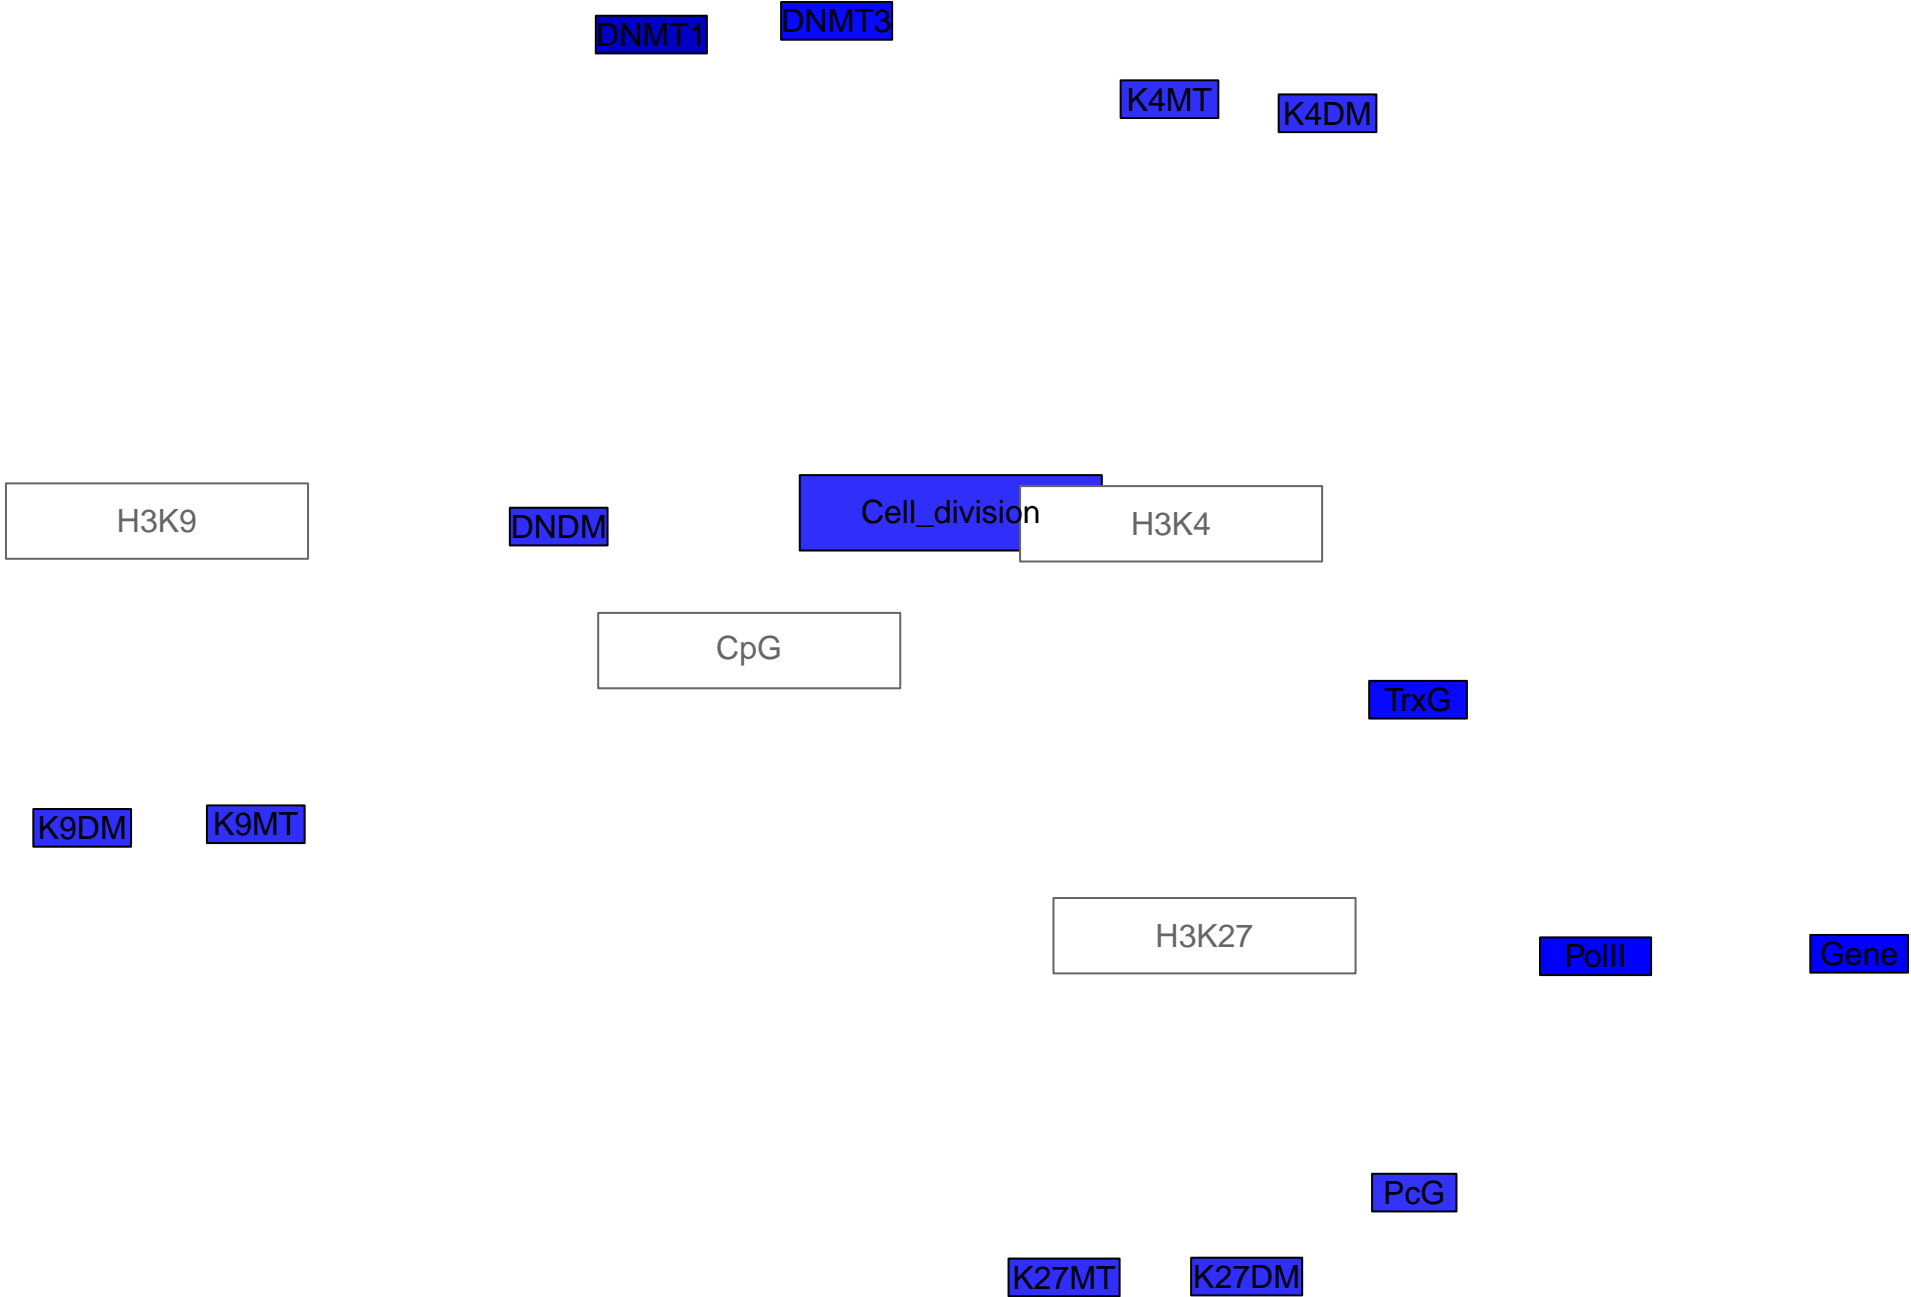 DNMT1
DNMT3
K4MT
K4DM
H3K9
DNDM
Cell_division
H3K4
CpG
TrxG
K9DM
K9MT
H3K27
PolII
Gene
PcG
K27MT
K27DM